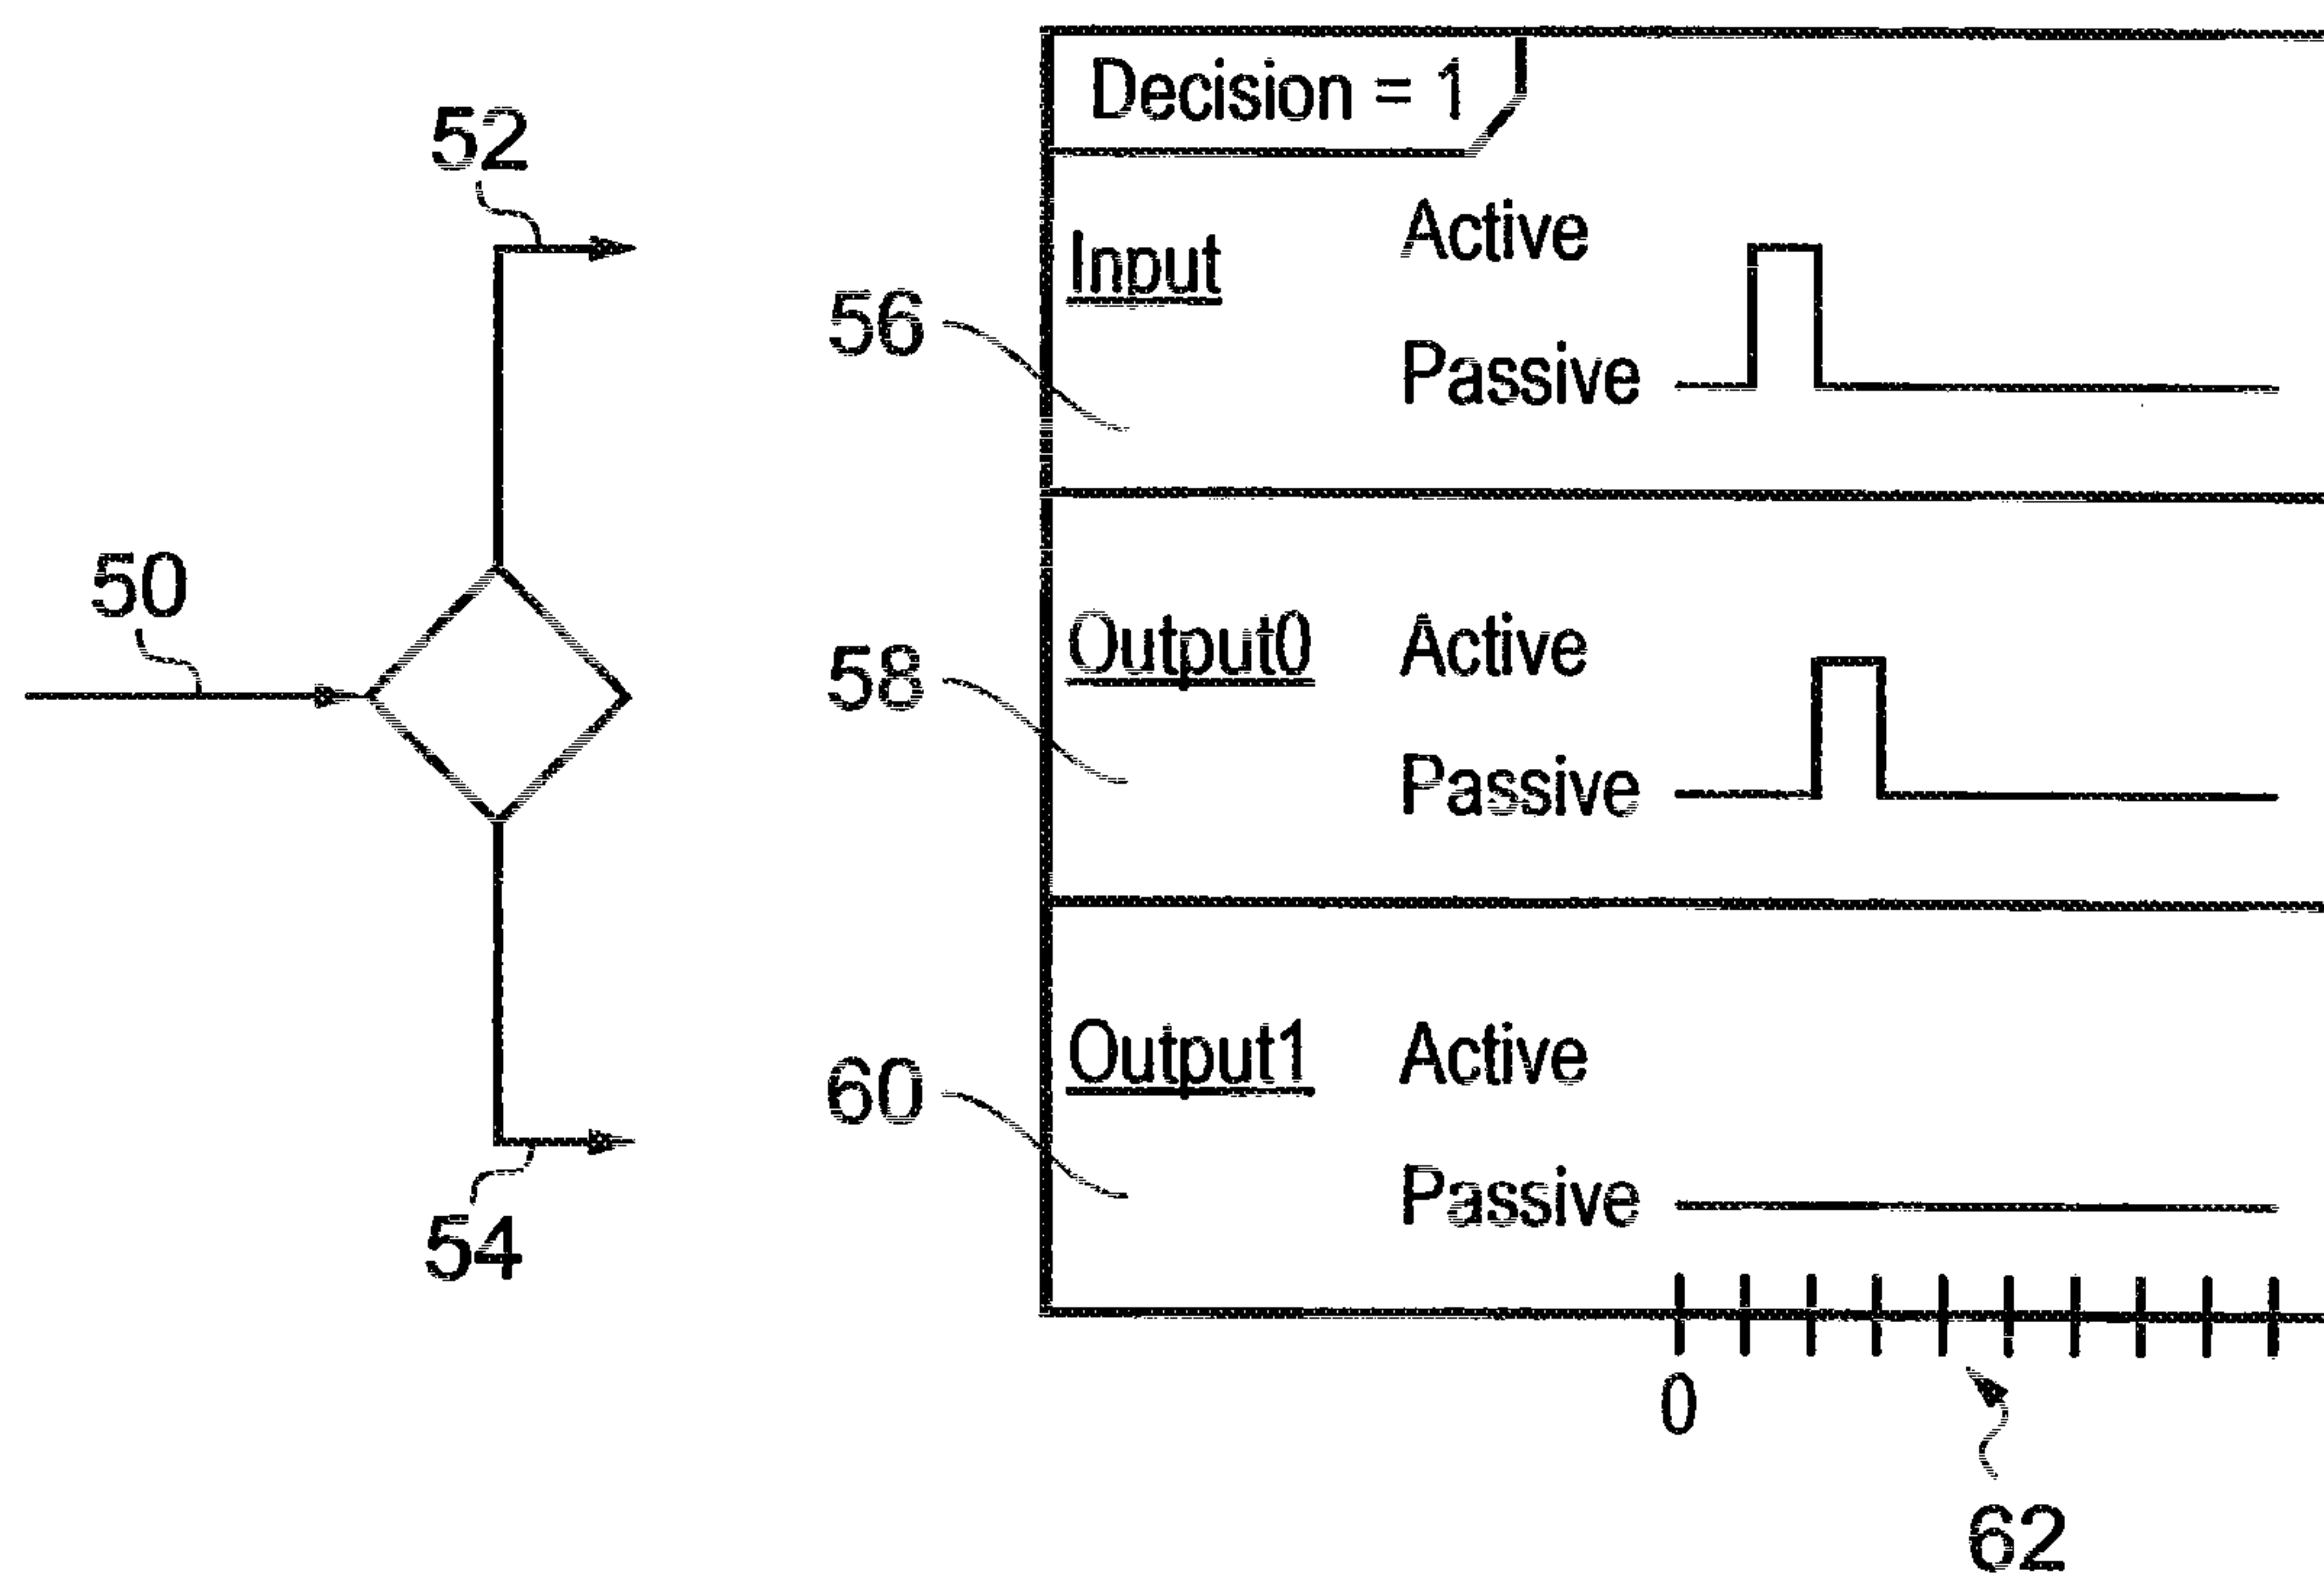 52
50
54
Decision = 1
56
Input
Active
Passive
58
Output0
Active
Passive
60
Output1
Active
Passive
0
62